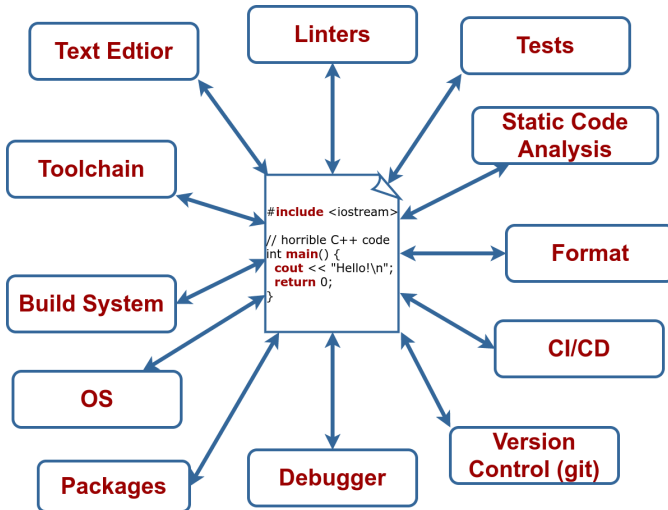 Text Edtior
Linters
Tests
Static Code
Analysis
Toolchain
#include <iostream>
// horrible C++ code
int main() {
cout << "Hello!\n";
return 0;
}
Format
Build System
CI/CD
OS
Version
Control (git)
Packages
Debugger